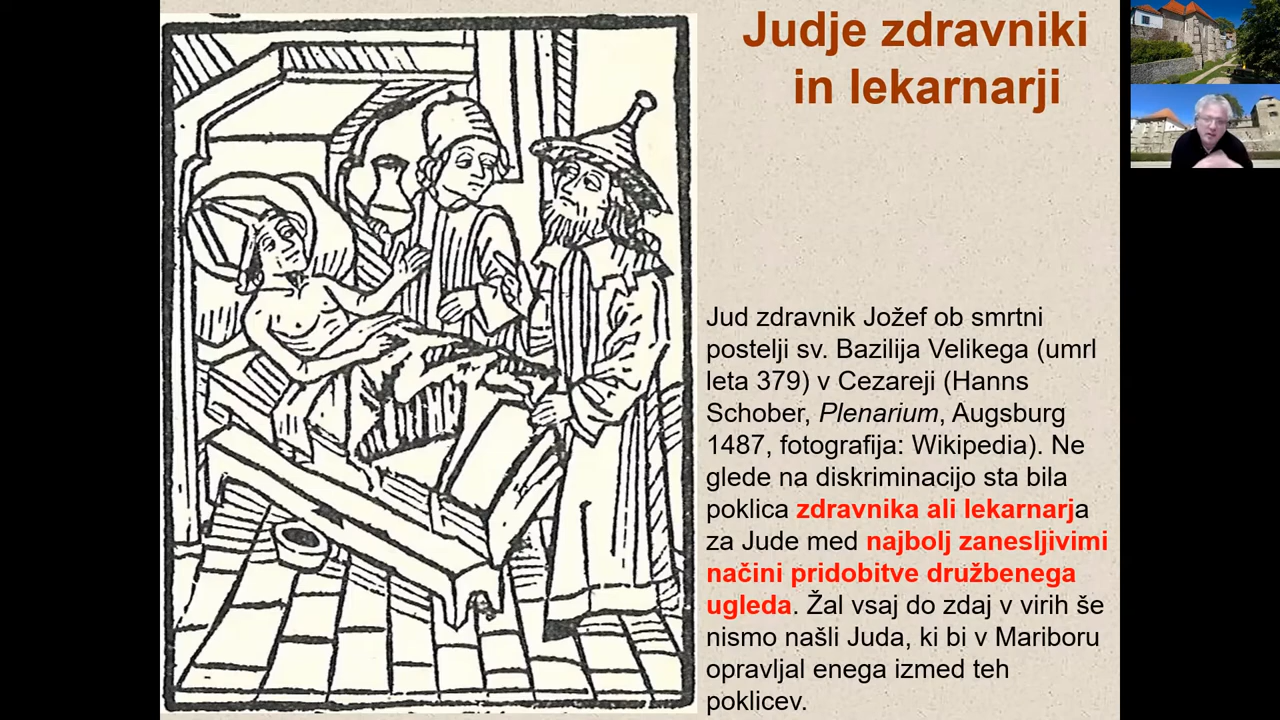 Judje zdravniki
in lekarnarji
Jud zdravnik Jožef ob smrtni
postelji sv. Bazilija Velikega (umrl
leta 379) v Cezareji (Hanns
Schober, Plenarium, Augsburg
1487, fotografija: Wikipedia). Ne
glede na diskriminacijo sta bila
poklica zdravnika ali lekarnarja
za Jude med najbolj zanesljivimi
načini pridobitve družbenega
ugleda. Žal vsaj do zdaj v virih še
nismo našli Juda, ki bi v Mariboru
opravljal enega izmed teh
poklicev.